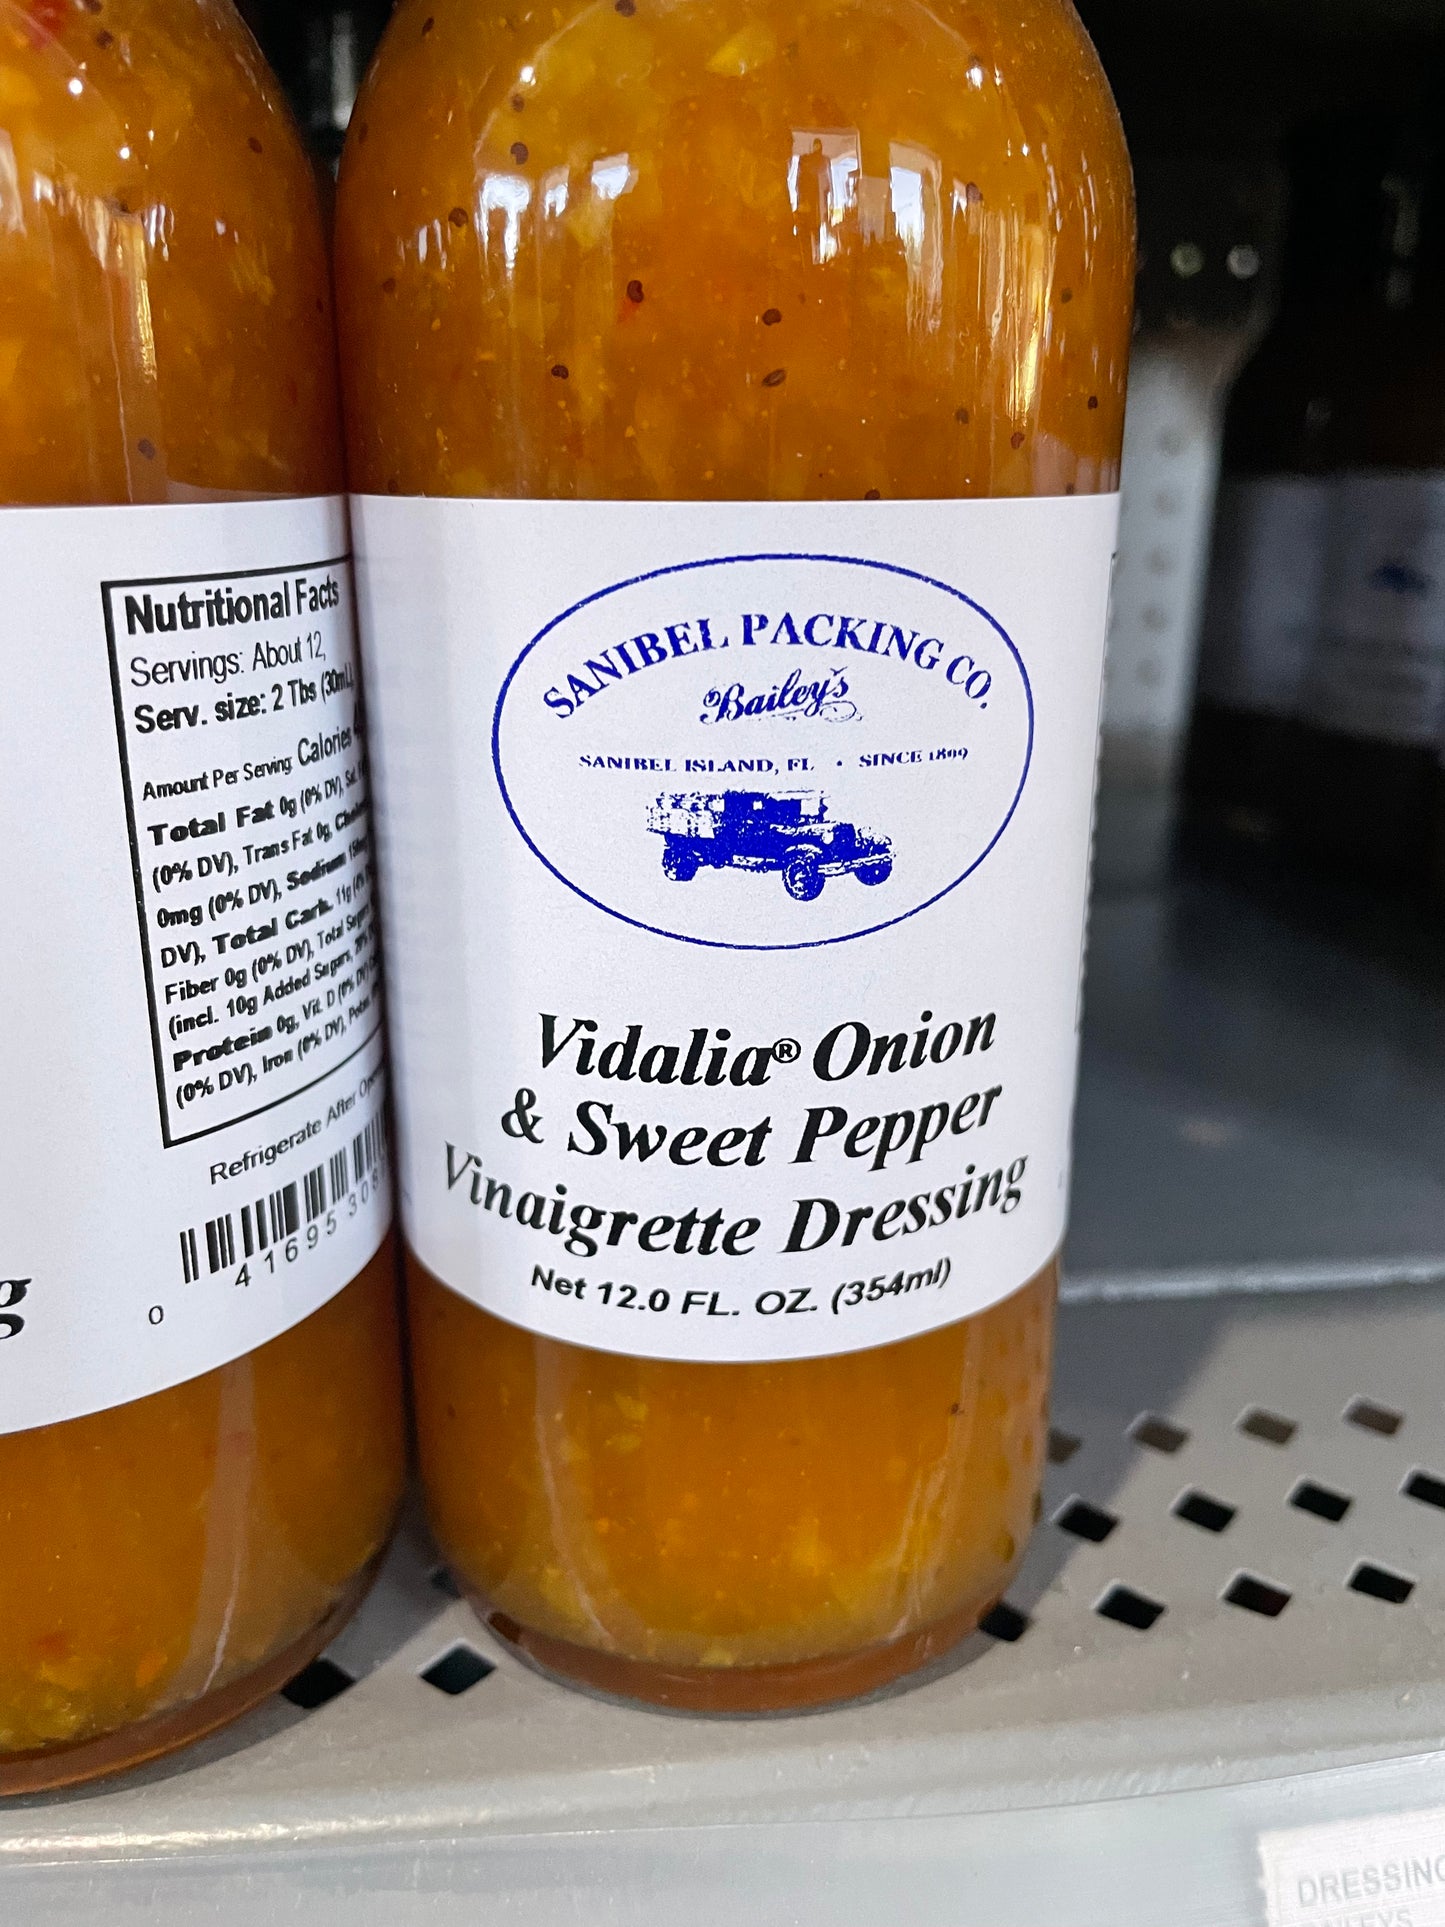 Nutritional Facts
Servings: About 12,
Serv. size: 2 Tbs (30mL)
Amount Per Serving: Calories
Total Fat 0g (0% DV), Sat.
(0% DV), Trans Fat 0g,
0mg (0% DV), Sodium
DV), Total Carb. 11g (4%
Fiber 0g (0% DV), Total
(incl. 10g Added Sugars,
Protein 0g, Vit. D (0% DV)
(0% DV), Iron (0% DV),
Refrigerate After
0 41695 30
g
SANIBEL PACKING CO.
Bailey's
SANIBEL ISLAND, FL • SINCE 1899
Vidalia® Onion
& Sweet Pepper
Vinaigrette Dressing
Net 12.0 FL. OZ. (354ml)
DRESSING